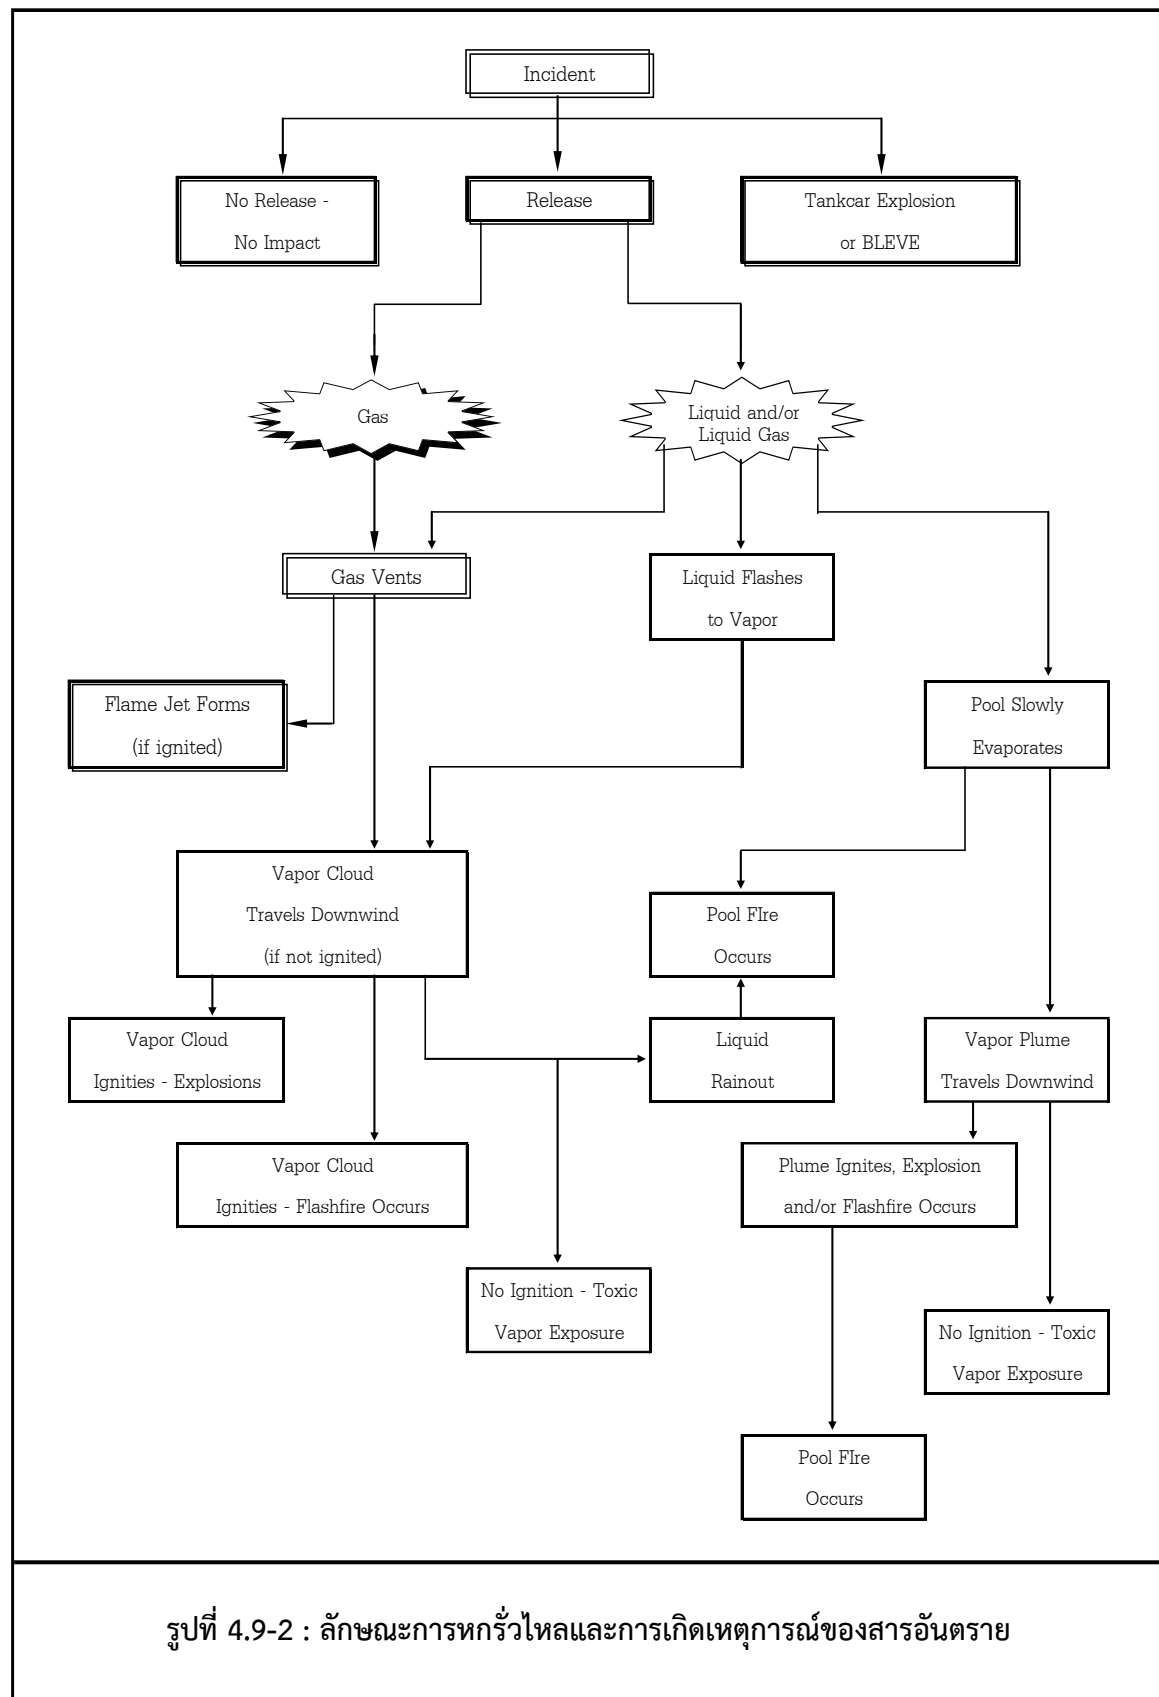 Incident
No Release -
No Impact
Release
Tankcar Explosion
or BLEVE
Gas
Liquid and/or
Liquid Gas
Gas Vents
Liquid Flashes
to Vapor
Flame Jet Forms
(if ignited)
Pool Slowly
Evaporates
Vapor Cloud
Travels Downwind
(if not ignited)
Pool FIre
Occurs
Vapor Cloud
Ignities - Explosions
Liquid
Rainout
Vapor Plume
Travels Downwind
Vapor Cloud
Ignities - Flashfire Occurs
Plume Ignites, Explosion
and/or Flashfire Occurs
No Ignition - Toxic
Vapor Exposure
No Ignition - Toxic
Vapor Exposure
Pool FIre
Occurs
รูปที่ 4.9-2 : ลักษณะการหกรั่วไหลและการเกิดเหตุการณ์ของสารอันตราย